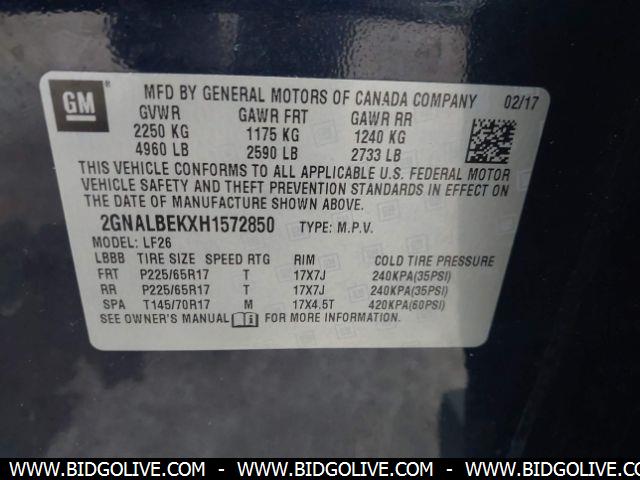 GM
MFD BY GENERAL MOTORS OF CANADA COMPANY 02/17
GVWR GAWR FRT GAWR RR
2250 KG 1175 KG 1240 KG
4960 LB 2590 LB 2733 LB
THIS VEHICLE CONFORMS TO ALL APPLICABLE U.S. FEDERAL MOTOR
VEHICLE SAFETY AND THEFT PREVENTION STANDARDS IN EFFECT ON
THE DATE OF MANUFACTURE SHOWN ABOVE.
2GNALBEKXH1572850 TYPE: M.P.V.
MODEL: LF26
LBBB TIRE SIZE SPEED RTG RIM COLD TIRE PRESSURE
FRT P225/65R17 T 17X7J 240KPA(35PSI)
RR P225/65R17 T 17X7J 240KPA(35PSI)
SPA T145/70R17 M 17X4.5T 420KPA(60PSI)
SEE OWNER'S MANUAL FOR MORE INFORMATION.
WWW.BIDGOLIVE.COM - WWW.BIDGOLIVE.COM - WWW.BIDGOLIVE.COM